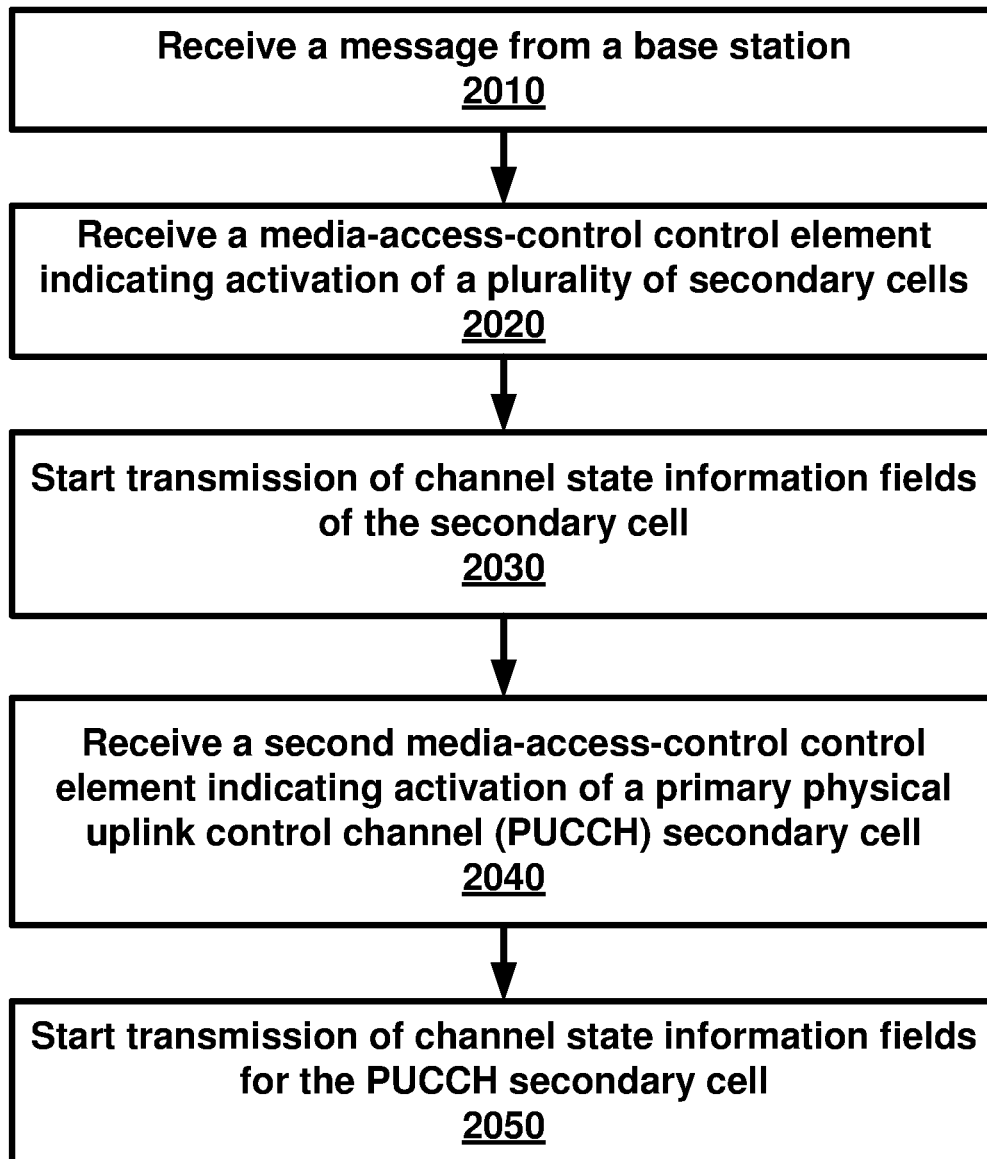 Receive a message from a base station
2010
Receive a media-access-control control element
indicating activation of a plurality of secondary cells
2020
Start transmission of channel state information fields
of the secondary cell
2030
Receive a second media-access-control control
element indicating activation of a primary physical
uplink control channel (PUCCH) secondary cell
2040
Start transmission of channel state information fields
for the PUCCH secondary cell
2050